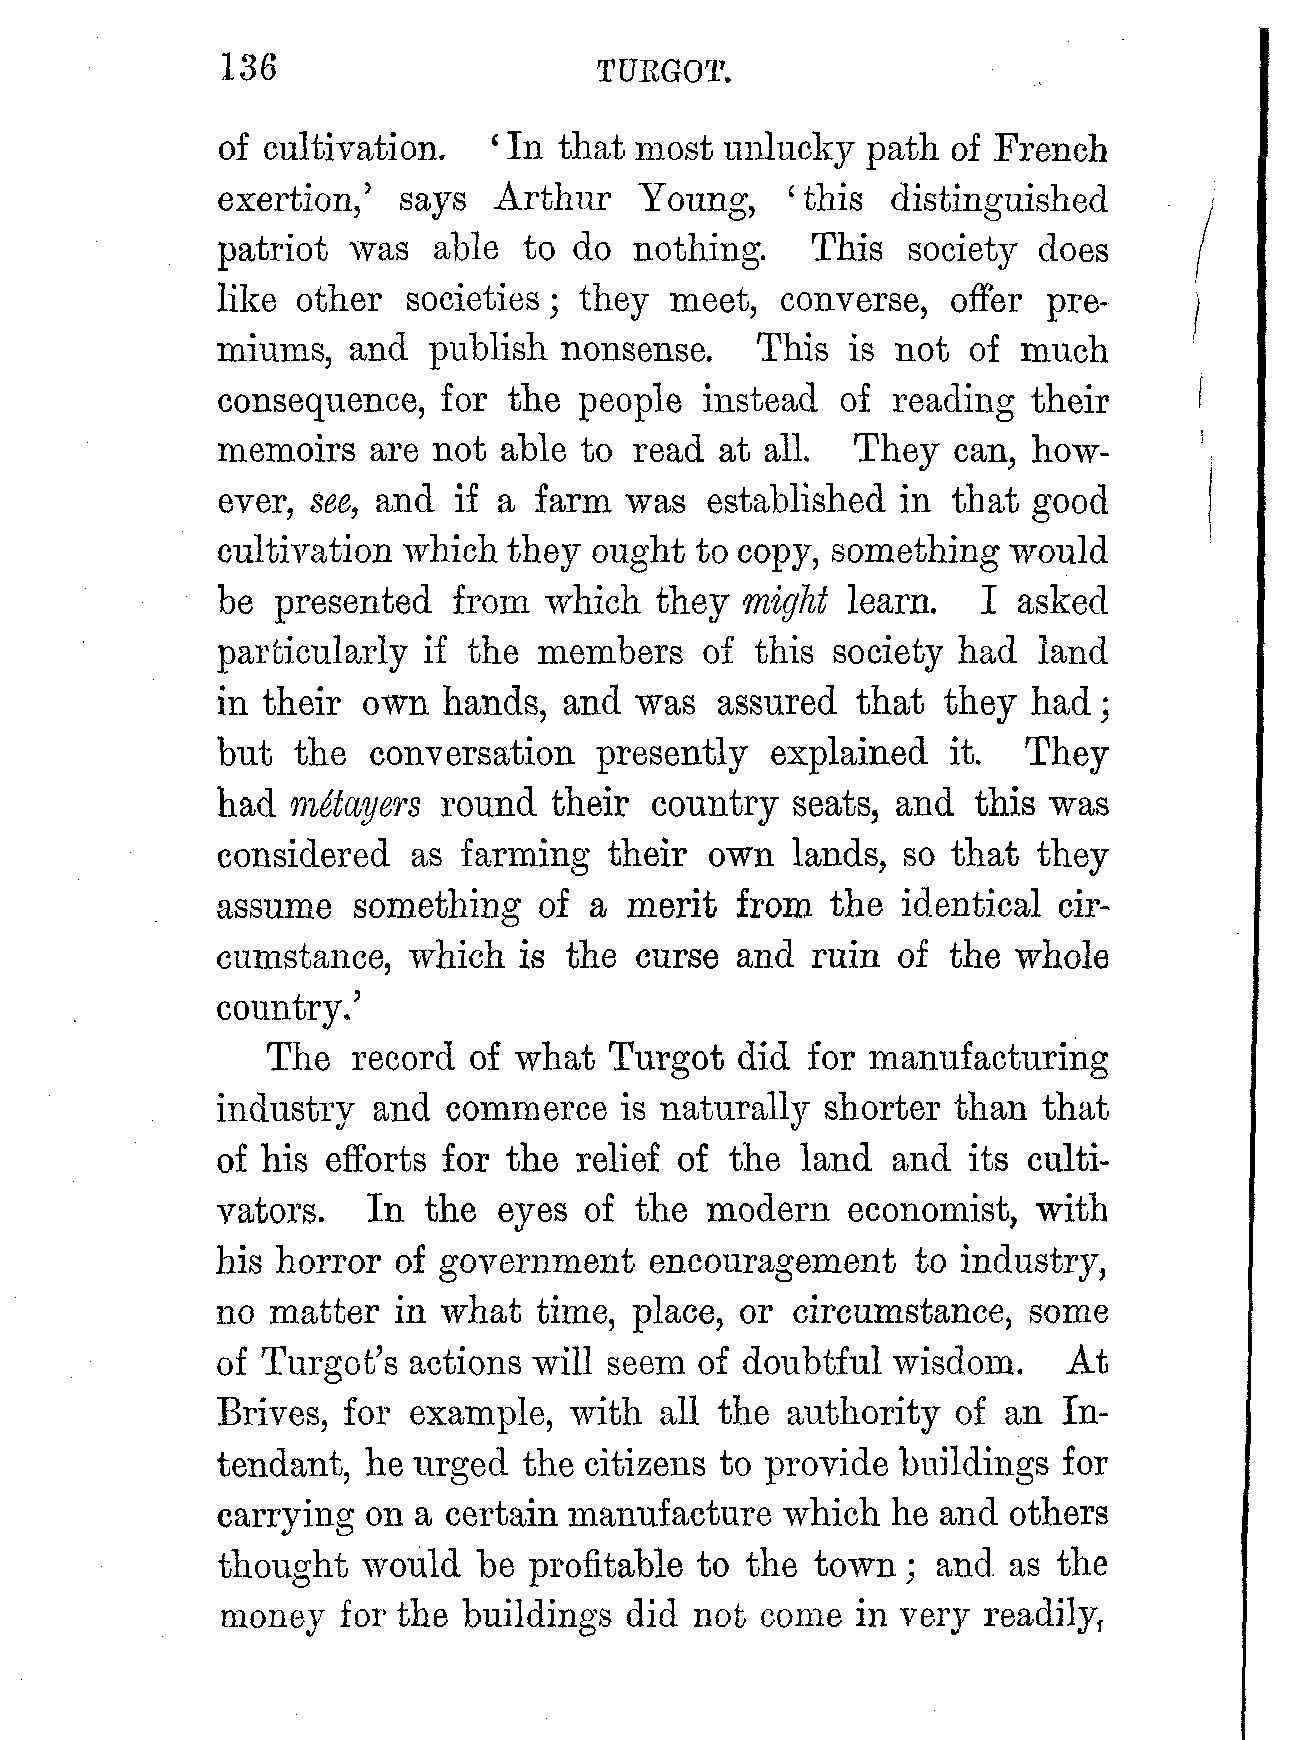 136 TURGOT.
of cultivation. ‘In that most unlucky path of French
exertion,’ says Arthur Young, ‘this distinguished
patriot was able to do nothing. This society does
like other societies; they meet, converse, offer pre-
miums, and publish nonsense. This is not of much
consequence, for the people instead of reading their
memoirs are not able to read at all. They can, how-
ever, see, and if a farm was established in that good
cultivation which they ought to copy, something would
be presented from which they might learn. I asked
particularly if the members of this society had land
in their own hands, and was assured that they had;
but the conversation presently explained it. They
had métayers round their country seats, and this was
considered as farming their own lands, so that they
assume something of a merit from the identical cir-
cumstance, which is the curse and ruin of the whole
country.’
The record of what Turgot did for manufacturing
industry and commerce is naturally shorter than that
of his efforts for the relief of the land and its culti-
vators. In the eyes of the modern economist, with
his horror of government encouragement to industry,
no matter in what time, place, or circumstance, some
of Turgot’s actions will seem of doubtful wisdom. At
Brives, for example, with all the authority of an In-
tendant, he urged the citizens to provide buildings for
carrying on a certain manufacture which he and others
thought would be profitable to the town; and as the
money for the buildings did not come in very readily,